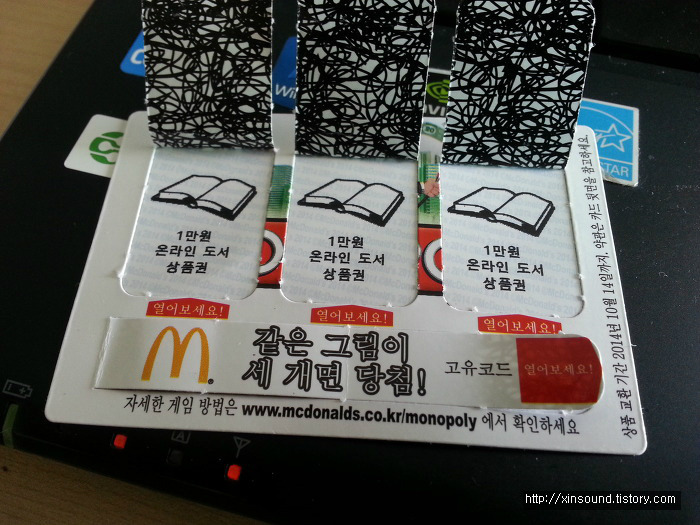 1만원
온라인 도서
상품권
1만원
온라인 도서
상품권
1만원
온라인 도서
상품권
열어보세요!
열어보세요!
열어보세요!
같은 그림이
세 개면 당첨!
고유코드
열어보세요!
자세한 게임 방법은 www.mcdonalds.co.kr/monopoly 에서 확인하세요
상품 교환 기간 2014년 10월 14일까지. 약관은 카드 뒷면을 참고하세요.
STAR
http://xinsound.tistory.com